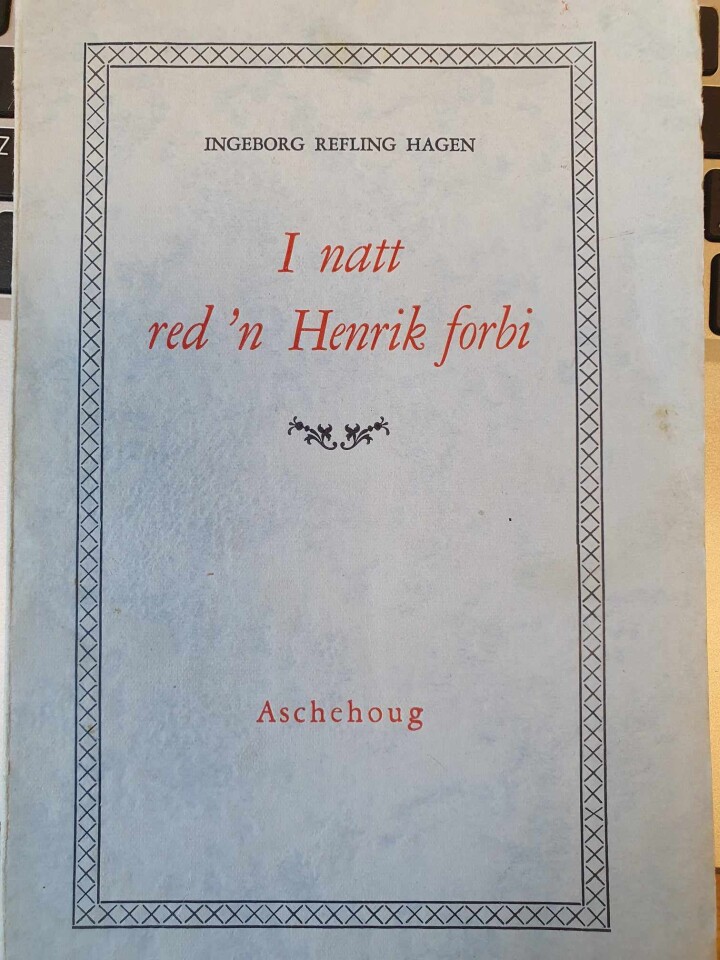 INGEBORG REFLING HAGEN
I natt
red 'n Henrik forbi
Aschehoug
Z